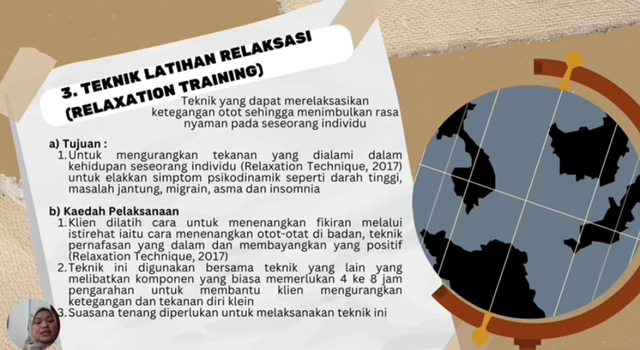 3. TEKNIK LATIHAN RELAKSASI
(RELAXATION TRAINING)
Teknik yang dapat merelaksasikan
ketegangan otot sehingga menimbulkan rasa
nyaman pada seseorang individu
a) Tujuan :
1. Untuk mengurangkan tekanan yang dialami dalam
kehidupan seseorang individu (Relaxation Technique, 2017)
untuk elakkan simptom psikodinamik seperti darah tinggi,
masalah jantung, migrain, asma dan insomnia
b) Kaedah Pelaksanaan
1. Klien dilatih cara untuk menenangkan fikiran melalui
istirehat iaitu cara menenangkan otot-otat di badan, teknik
pernafasan yang dalam dan membayangkan yang positif
(Relaxation Technique, 2017)
2. Teknik ini digunakan bersama teknik yang lain yang
melibatkan komponen yang biasa memerlukan 4 ke 8 jam
pengarahan untuk membantu klien mengurangkan
ketegangan dan tekanan diri klein
3. Suasana tenang diperlukan untuk melaksanakan teknik ini